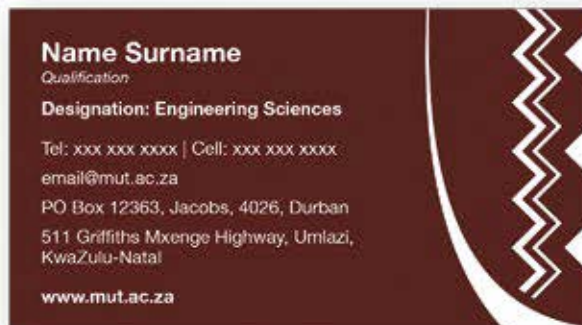 Name Surname
Qualification
Designation: Engineering Sciences
Tel: xxx xxx xxxx | Cell: xxx xxx xxxx
email@mut.ac.za
PO Box 12363, Jacobs, 4026, Durban
511 Griffiths Mxenge Highway, Umlazi,
KwaZulu-Natal
www.mut.ac.za